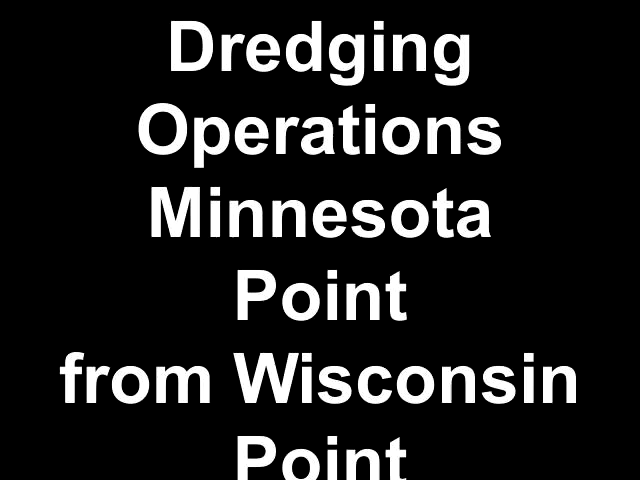 Dredging
Operations
Minnesota
Point
from Wisconsin
Point